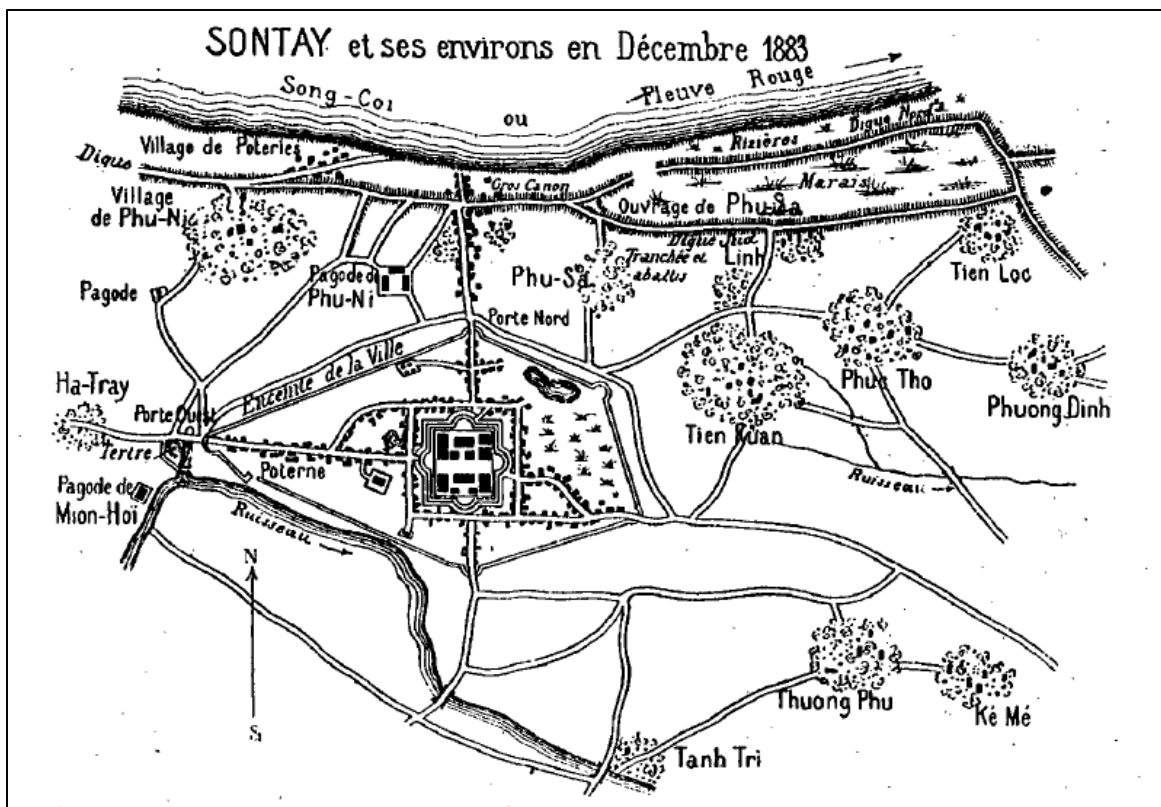 SONTAY et ses environs en Décembre 1883
Song-Coi ou Fleuve Rouge
Village de Poteries
Rizières
Digue Nord
Digue
Marais
Gros Canon
Village
de Phu-Ni
Ouvrage de Phu-Sa
Digue Sud
Tranchée et
abattis
Linh
Tien Loc
Phu-Sa
Pagode de
Phu-Ni
Pagode
Porte Nord
Enceinte de la Ville
Phuc Tho
Phuong Dinh
Ha-Tray
Porte Ouest
Tertre
Tien Xuan
Poterne
Pagode de
Mion-Hoï
Ruisseau
Ruisseau
N
S
Thuong Phu
Ké Mé
Tanh Tri